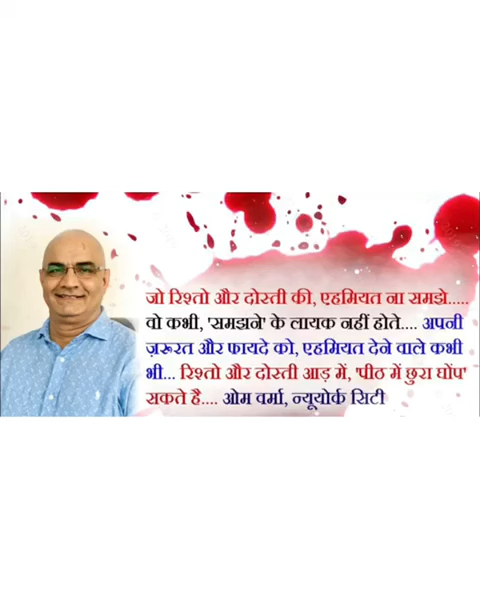 जो रिश्तो और दोस्ती की, एहमियत ना समझे.....
वो कभी, 'समझने' के लायक नहीं होते.... अपनी
ज़रूरत और फायदे को, एहमियत देने वाले कभी
भी... रिश्तो और दोस्ती आड़ में, 'पीठ में छुरा घोंप'
सकते है.... ओम वर्मा, न्यूयोर्क सिटी